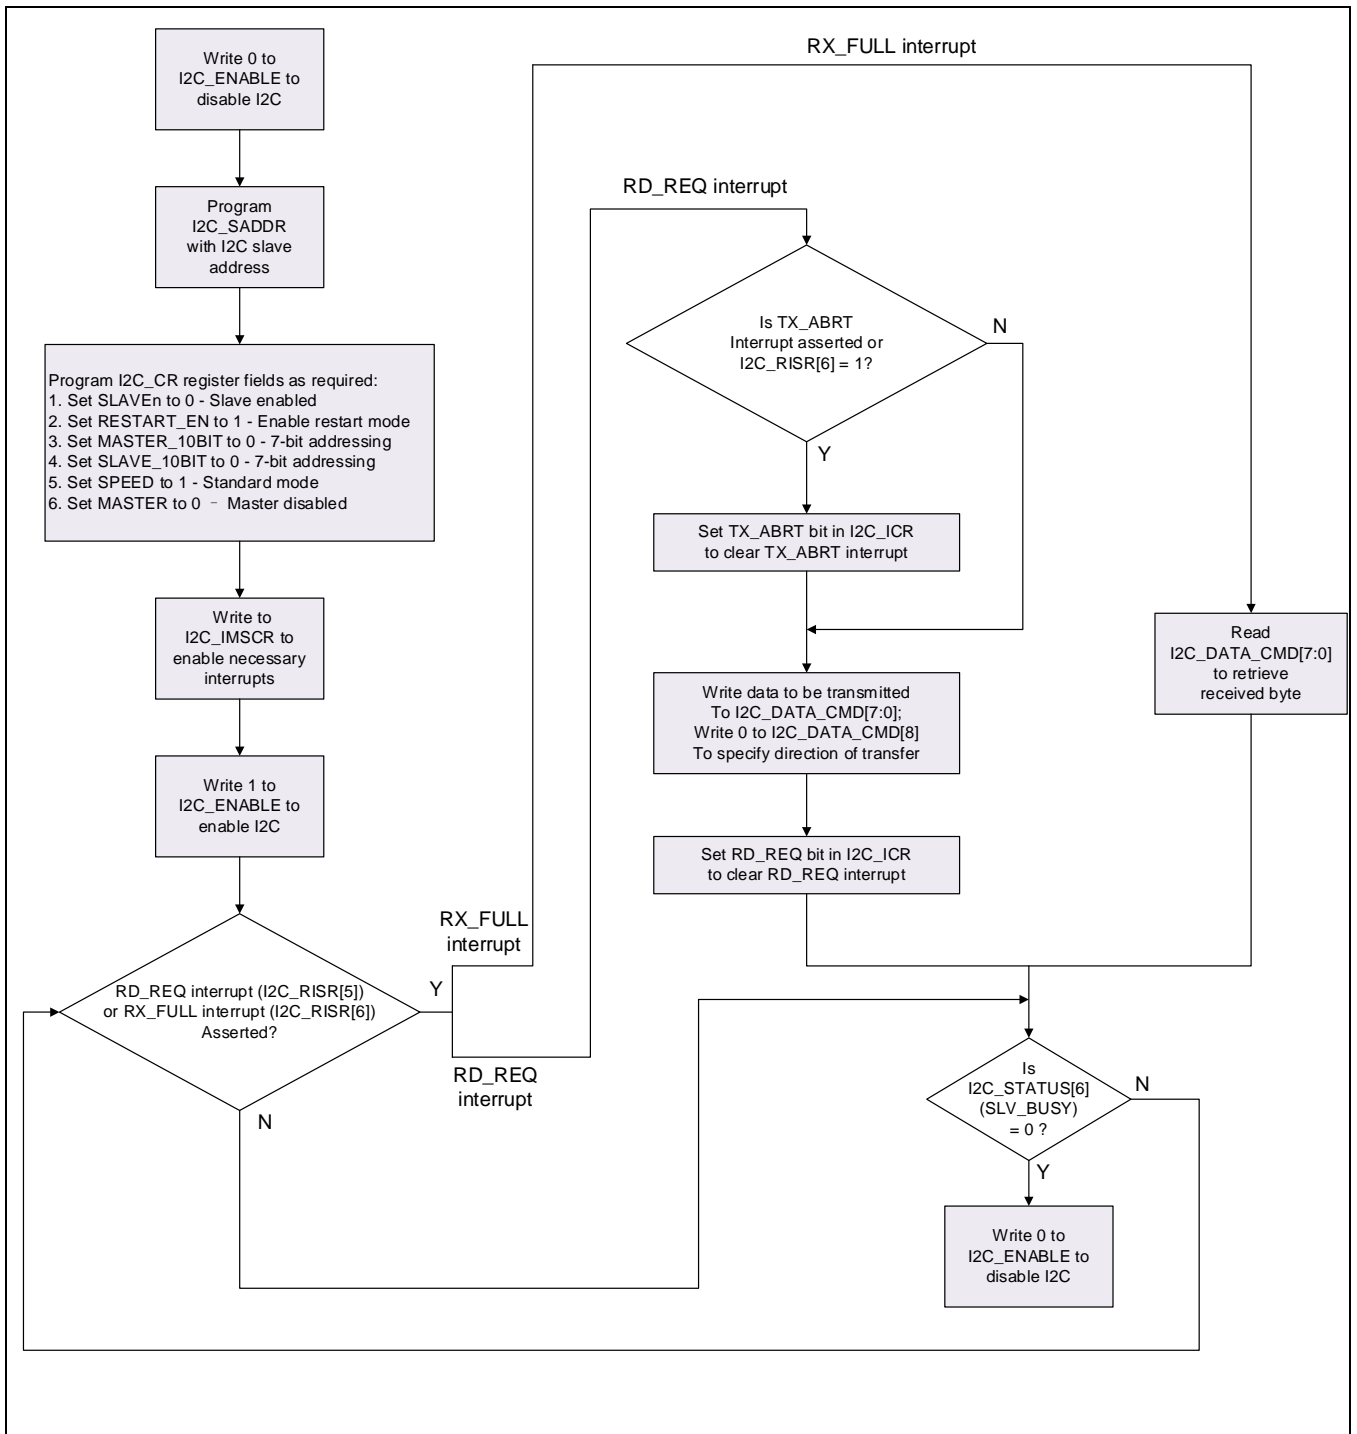 Write 0 to
I2C_ENABLE to
disable I2C
Program
I2C_SADDR
with I2C slave
address
Program I2C_CR register fields as required:
1. Set SLAVEn to 0 - Slave enabled
2. Set RESTART_EN to 1 - Enable restart mode
3. Set MASTER_10BIT to 0 - 7-bit addressing
4. Set SLAVE_10BIT to 0 - 7-bit addressing
5. Set SPEED to 1 - Standard mode
6. Set MASTER to 0 – Master disabled
Write to
I2C_IMSCR to
enable necessary
interrupts
Write 1 to
I2C_ENABLE to
enable I2C
RD_REQ interrupt (I2C_RISR[5])
or RX_FULL interrupt (I2C_RISR[6])
Asserted?
Y
N
RX_FULL
interrupt
RD_REQ
interrupt
RX_FULL interrupt
RD_REQ interrupt
Is TX_ABRT
Interrupt asserted or
I2C_RISR[6] = 1?
N
Y
Set TX_ABRT bit in I2C_ICR
to clear TX_ABRT interrupt
Write data to be transmitted
To I2C_DATA_CMD[7:0];
Write 0 to I2C_DATA_CMD[8]
To specify direction of transfer
Set RD_REQ bit in I2C_ICR
to clear RD_REQ interrupt
Read
I2C_DATA_CMD[7:0]
to retrieve
received byte
Is
I2C_STATUS[6]
(SLV_BUSY)
= 0 ?
N
Y
Write 0 to
I2C_ENABLE to
disable I2C